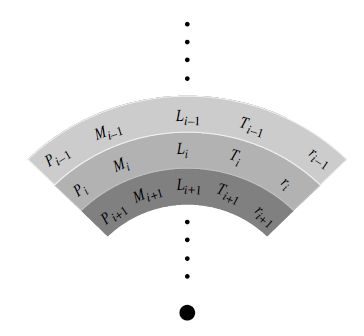 P_{i−1} M_{i−1} L_{i−1} T_{i−1} r_{i−1}
P_i M_i L_i T_i r_i
P_{i+1} M_{i+1} L_{i+1} T_{i+1} r_{i+1}